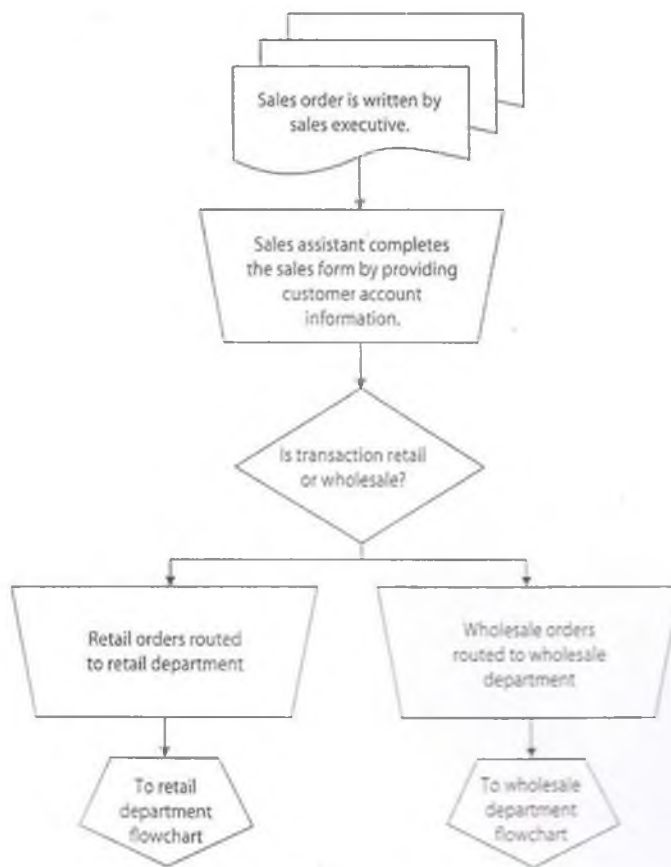 Sales order is written by
sales executive.
Sales assistant completes
the sales form by providing
customer account
information.
Is transaction retail
or wholesale?
Retail orders routed
to retail department
Wholesale orders
routed to wholesale
department
To retail
department
flowchart
To wholesale
department
flowchart